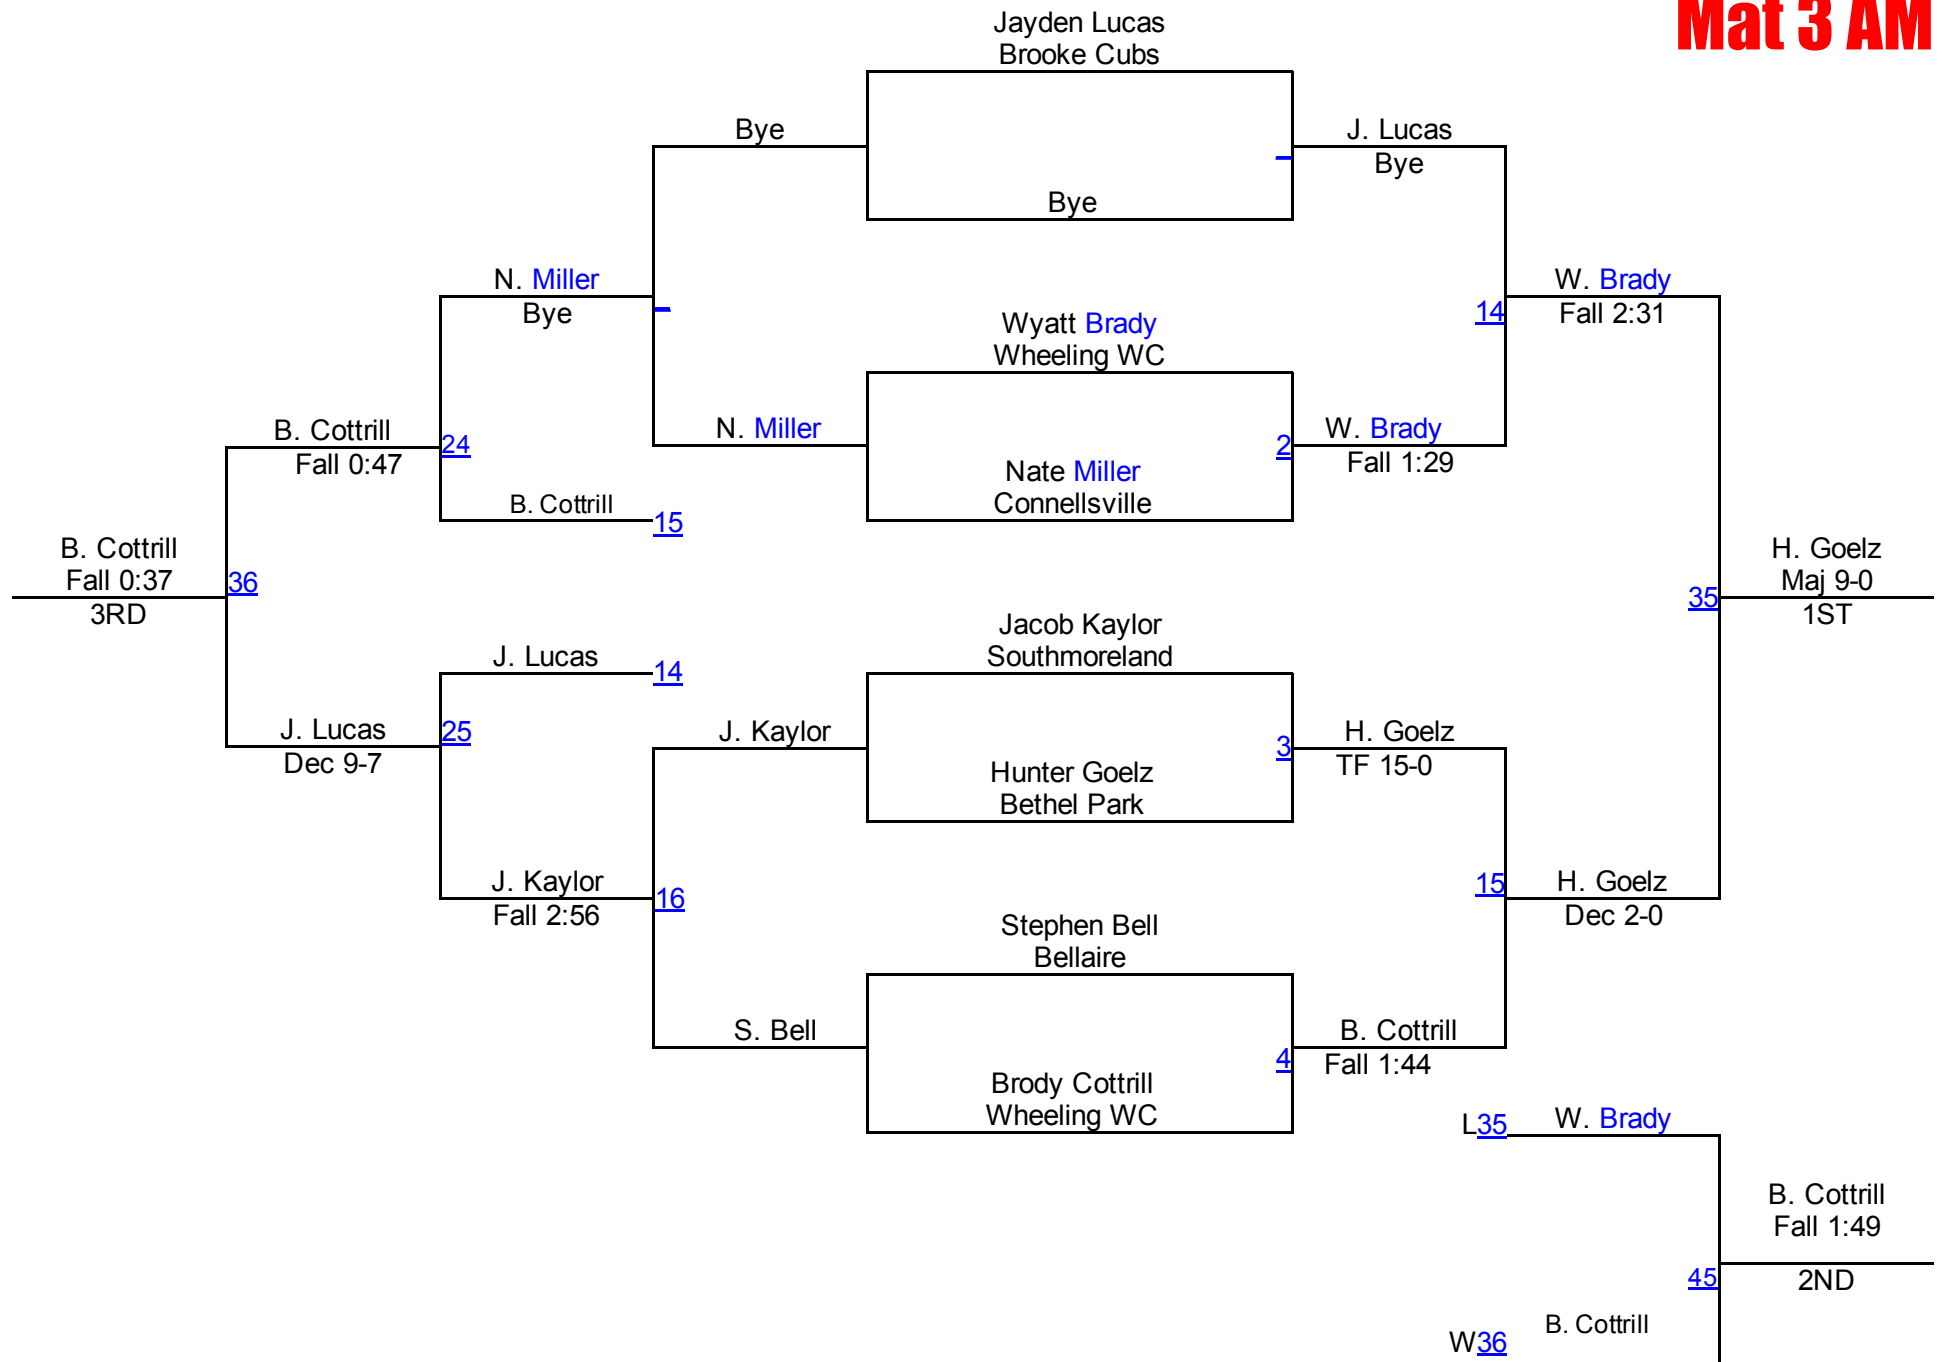 Mat 3 AM
Jayden Lucas
Brooke Cubs
Bye
J. Lucas
Bye
Bye
N. Miller
Bye
W. Brady
14
Fall 2:31
Wyatt Brady
Wheeling WC
B. Cottrill
24
Fall 0:47
N. Miller
2
W. Brady
Fall 1:29
Nate Miller
Connellsville
B. Cottrill
15
B. Cottrill
Fall 0:37
36
3RD
H. Goelz
Maj 9-0
35
1ST
Jacob Kaylor
Southmoreland
J. Lucas
14
J. Lucas
25
Dec 9-7
J. Kaylor
3
H. Goelz
TF 15-0
Hunter Goelz
Bethel Park
J. Kaylor
16
Fall 2:56
15
H. Goelz
Dec 2-0
Stephen Bell
Bellaire
S. Bell
B. Cottrill
4
Fall 1:44
Brody Cottrill
Wheeling WC
L35
W. Brady
B. Cottrill
Fall 1:49
45
2ND
W36
B. Cottrill